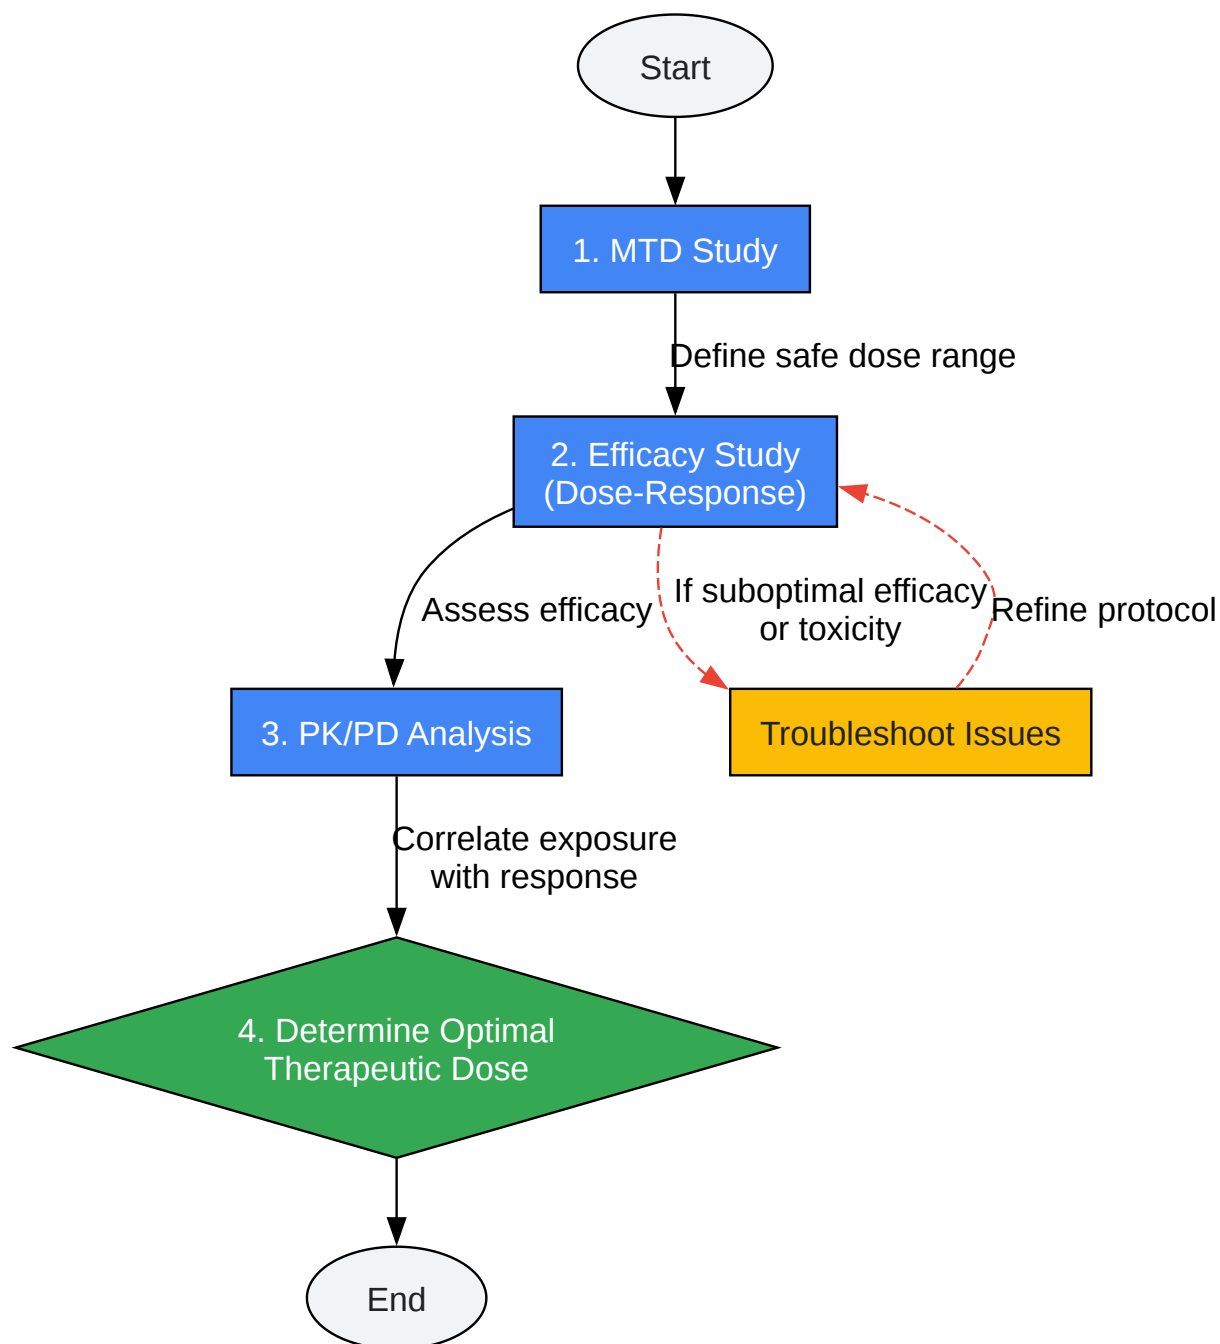 Start
1. MTD Study
Define safe dose range
2. Efficacy Study
(Dose-Response)
Assess efficacy
If suboptimal efficacy
or toxicity
Refine protocol
3. PK/PD Analysis
Troubleshoot Issues
Correlate exposure
with response
4. Determine Optimal
Therapeutic Dose
End